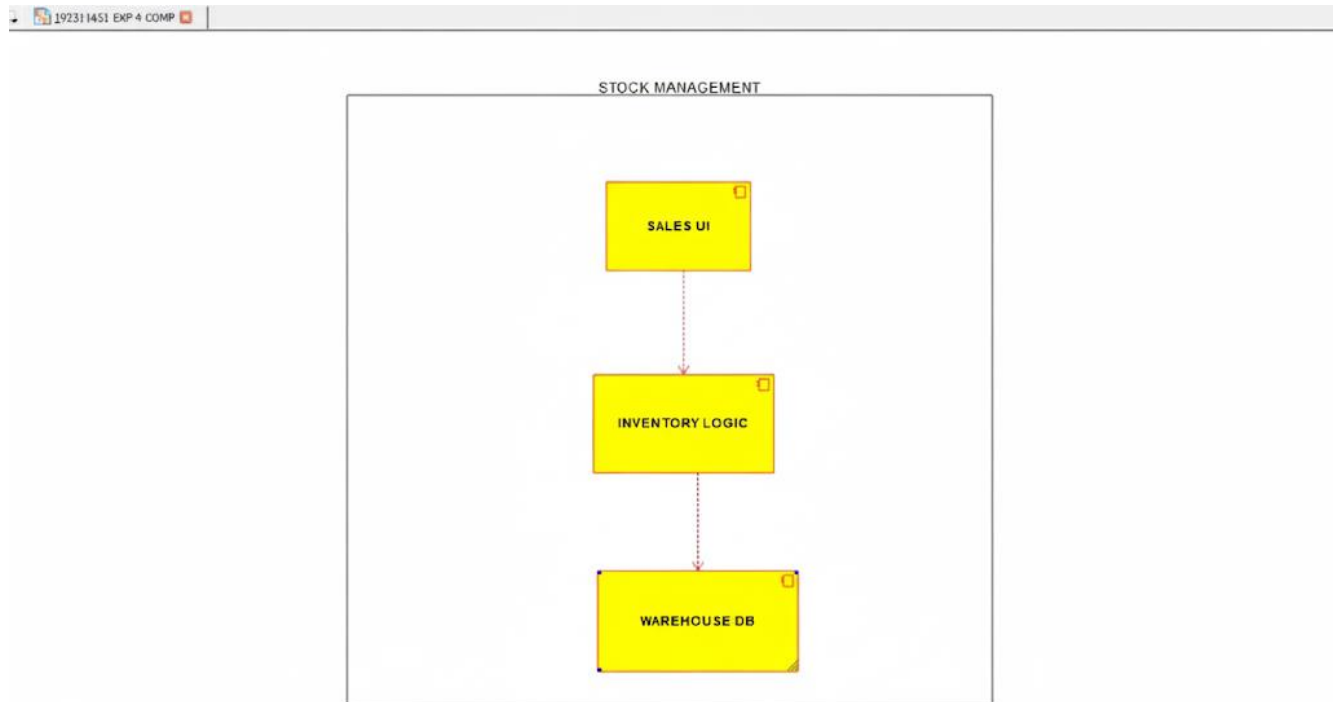 192311451 EXP 4 COMP
STOCK MANAGEMENT
SALES UI
INVENTORY LOGIC
WAREHOUSE DB